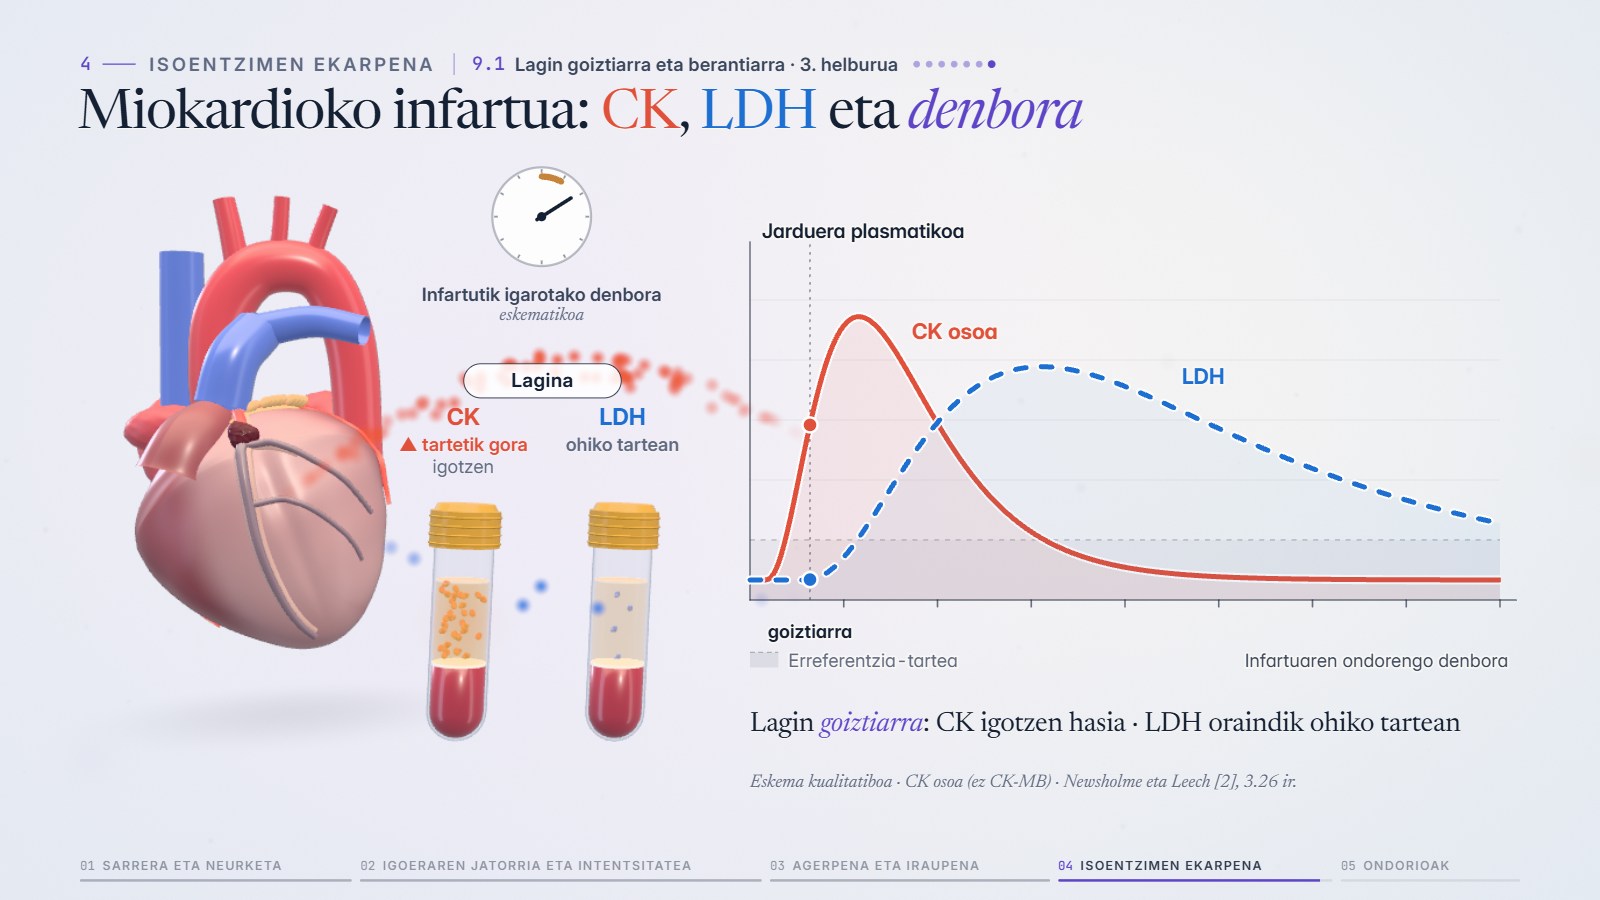 4 — ISOENTZIMEN EKARPENA | 9.1 Lagin goiztiarra eta berantiarra · 3. helburua
Miokardioko infartua: CK, LDH eta denbora
Infartutik igarotako denbora
eskematikoa
Lagina
CK
▲ tartetik gora
igotzen
LDH
ohiko tartean
Jarduera plasmatikoa
CK osoa
LDH
goiztiarra
Erreferentzia-tartea
Infartuaren ondorengo denbora
Lagin goiztiarra: CK igotzen hasia · LDH oraindik ohiko tartean
Eskema kualitatiboa · CK osoa (ez CK-MB) · Newsholme eta Leech [2], 3.26 ir.
01 SARRERA ETA NEURKETA
02 IGOERAREN JATORRIA ETA INTENTSITATEA
03 AGERPENA ETA IRAUPENA
04 ISOENTZIMEN EKARPENA
05 ONDORIOAK